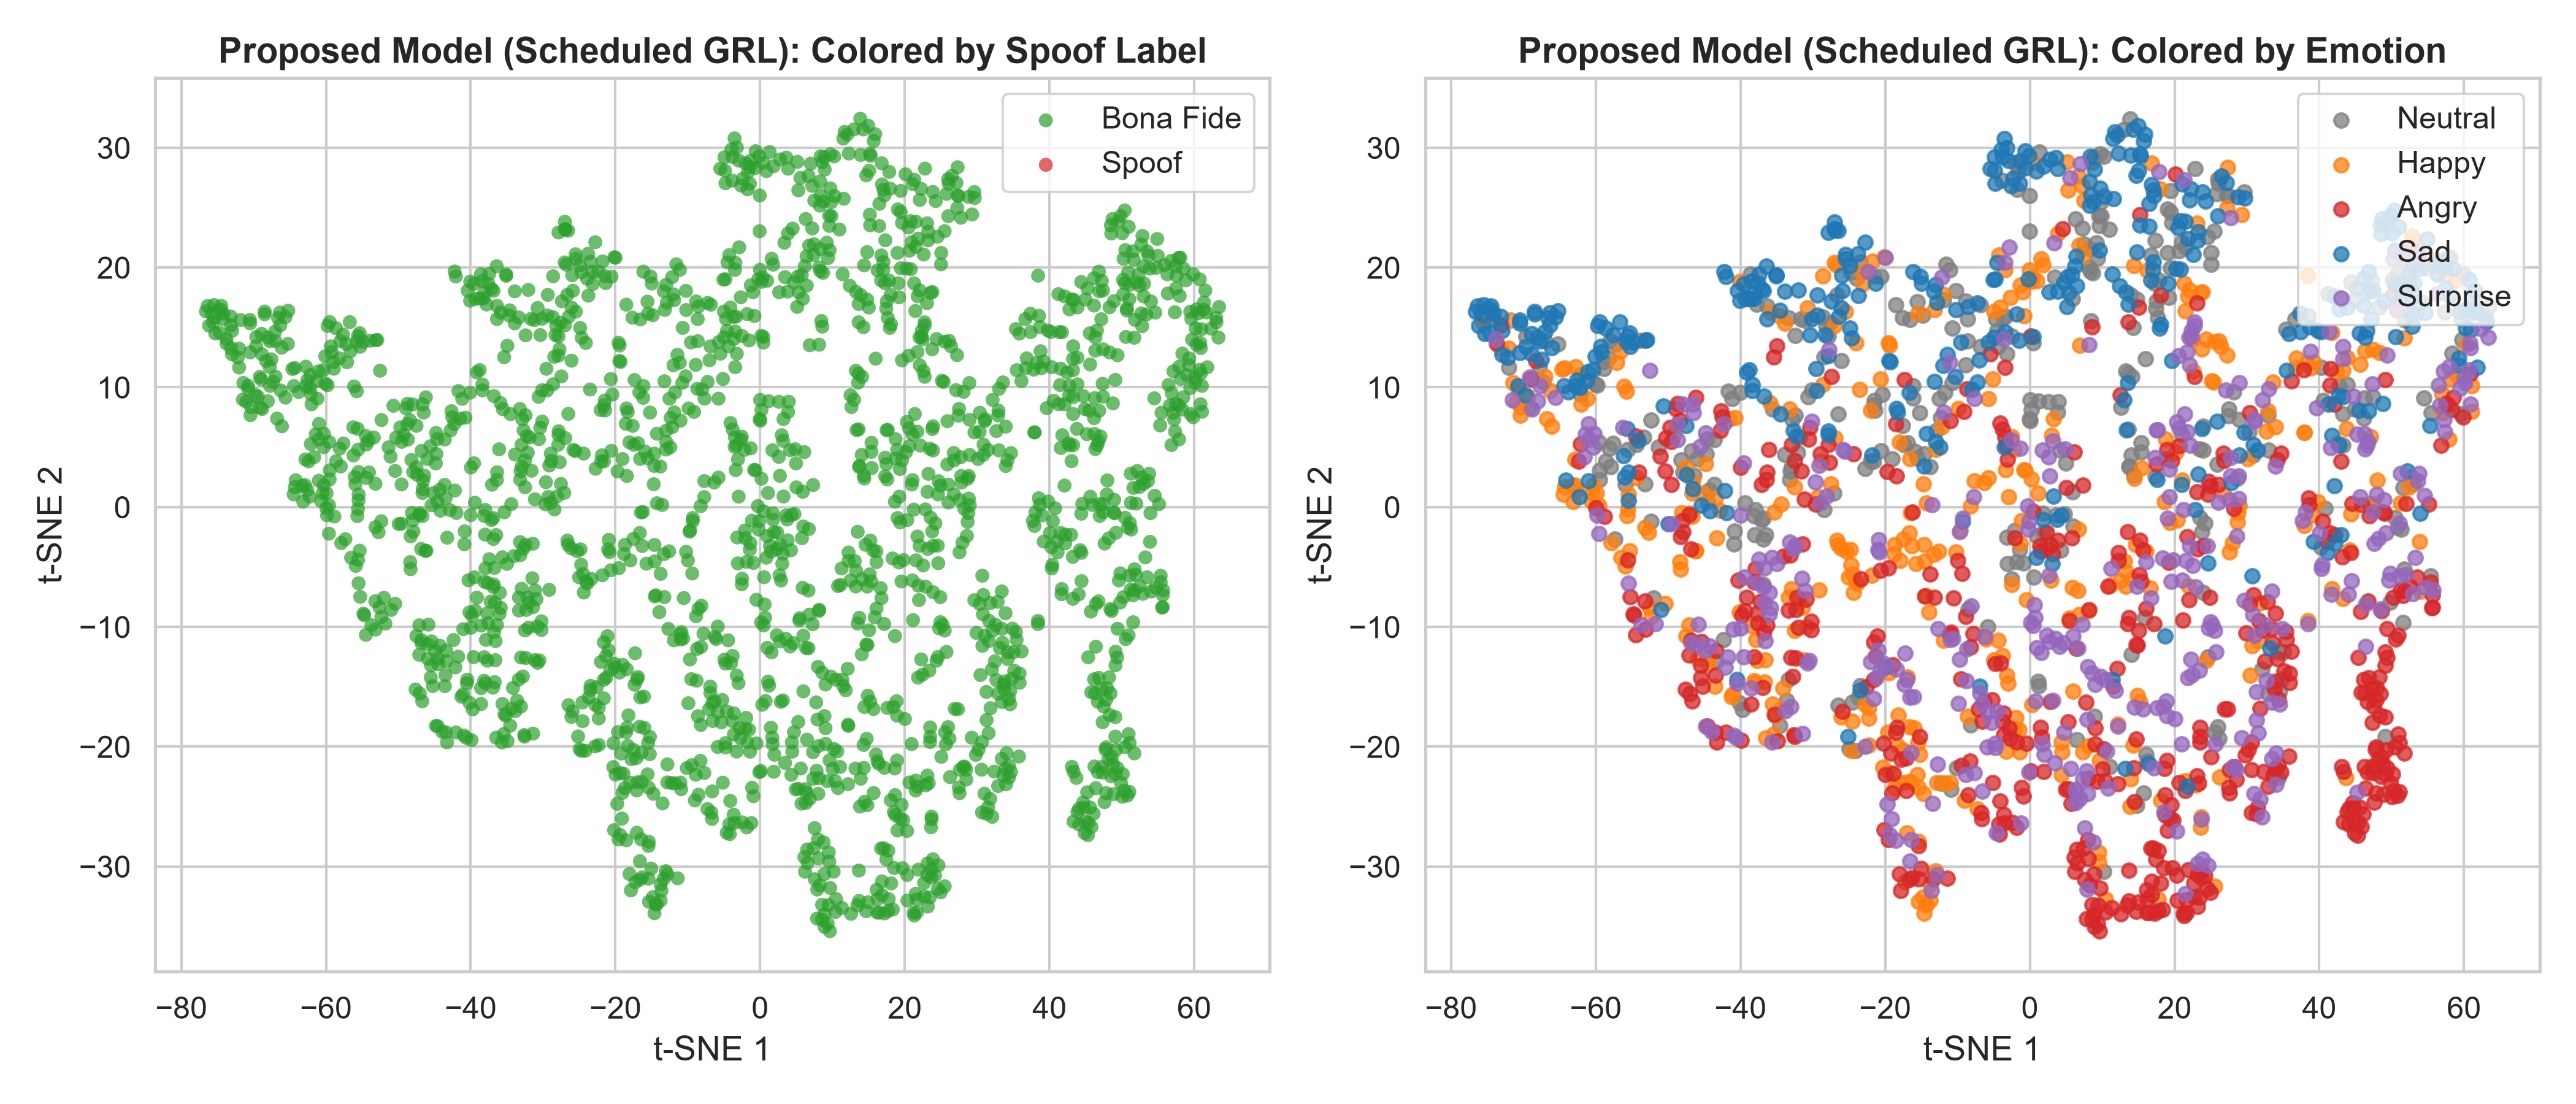 Proposed Model (Scheduled GRL): Colored by Spoof Label
Bona Fide
Spoof
30
20
10
0
−10
−20
−30
t-SNE 2
−80
−60
−40
−20
0
20
40
60
t-SNE 1
Proposed Model (Scheduled GRL): Colored by Emotion
Neutral
Happy
Angry
Sad
Surprise
30
20
10
0
−10
−20
−30
t-SNE 2
−80
−60
−40
−20
0
20
40
60
t-SNE 1